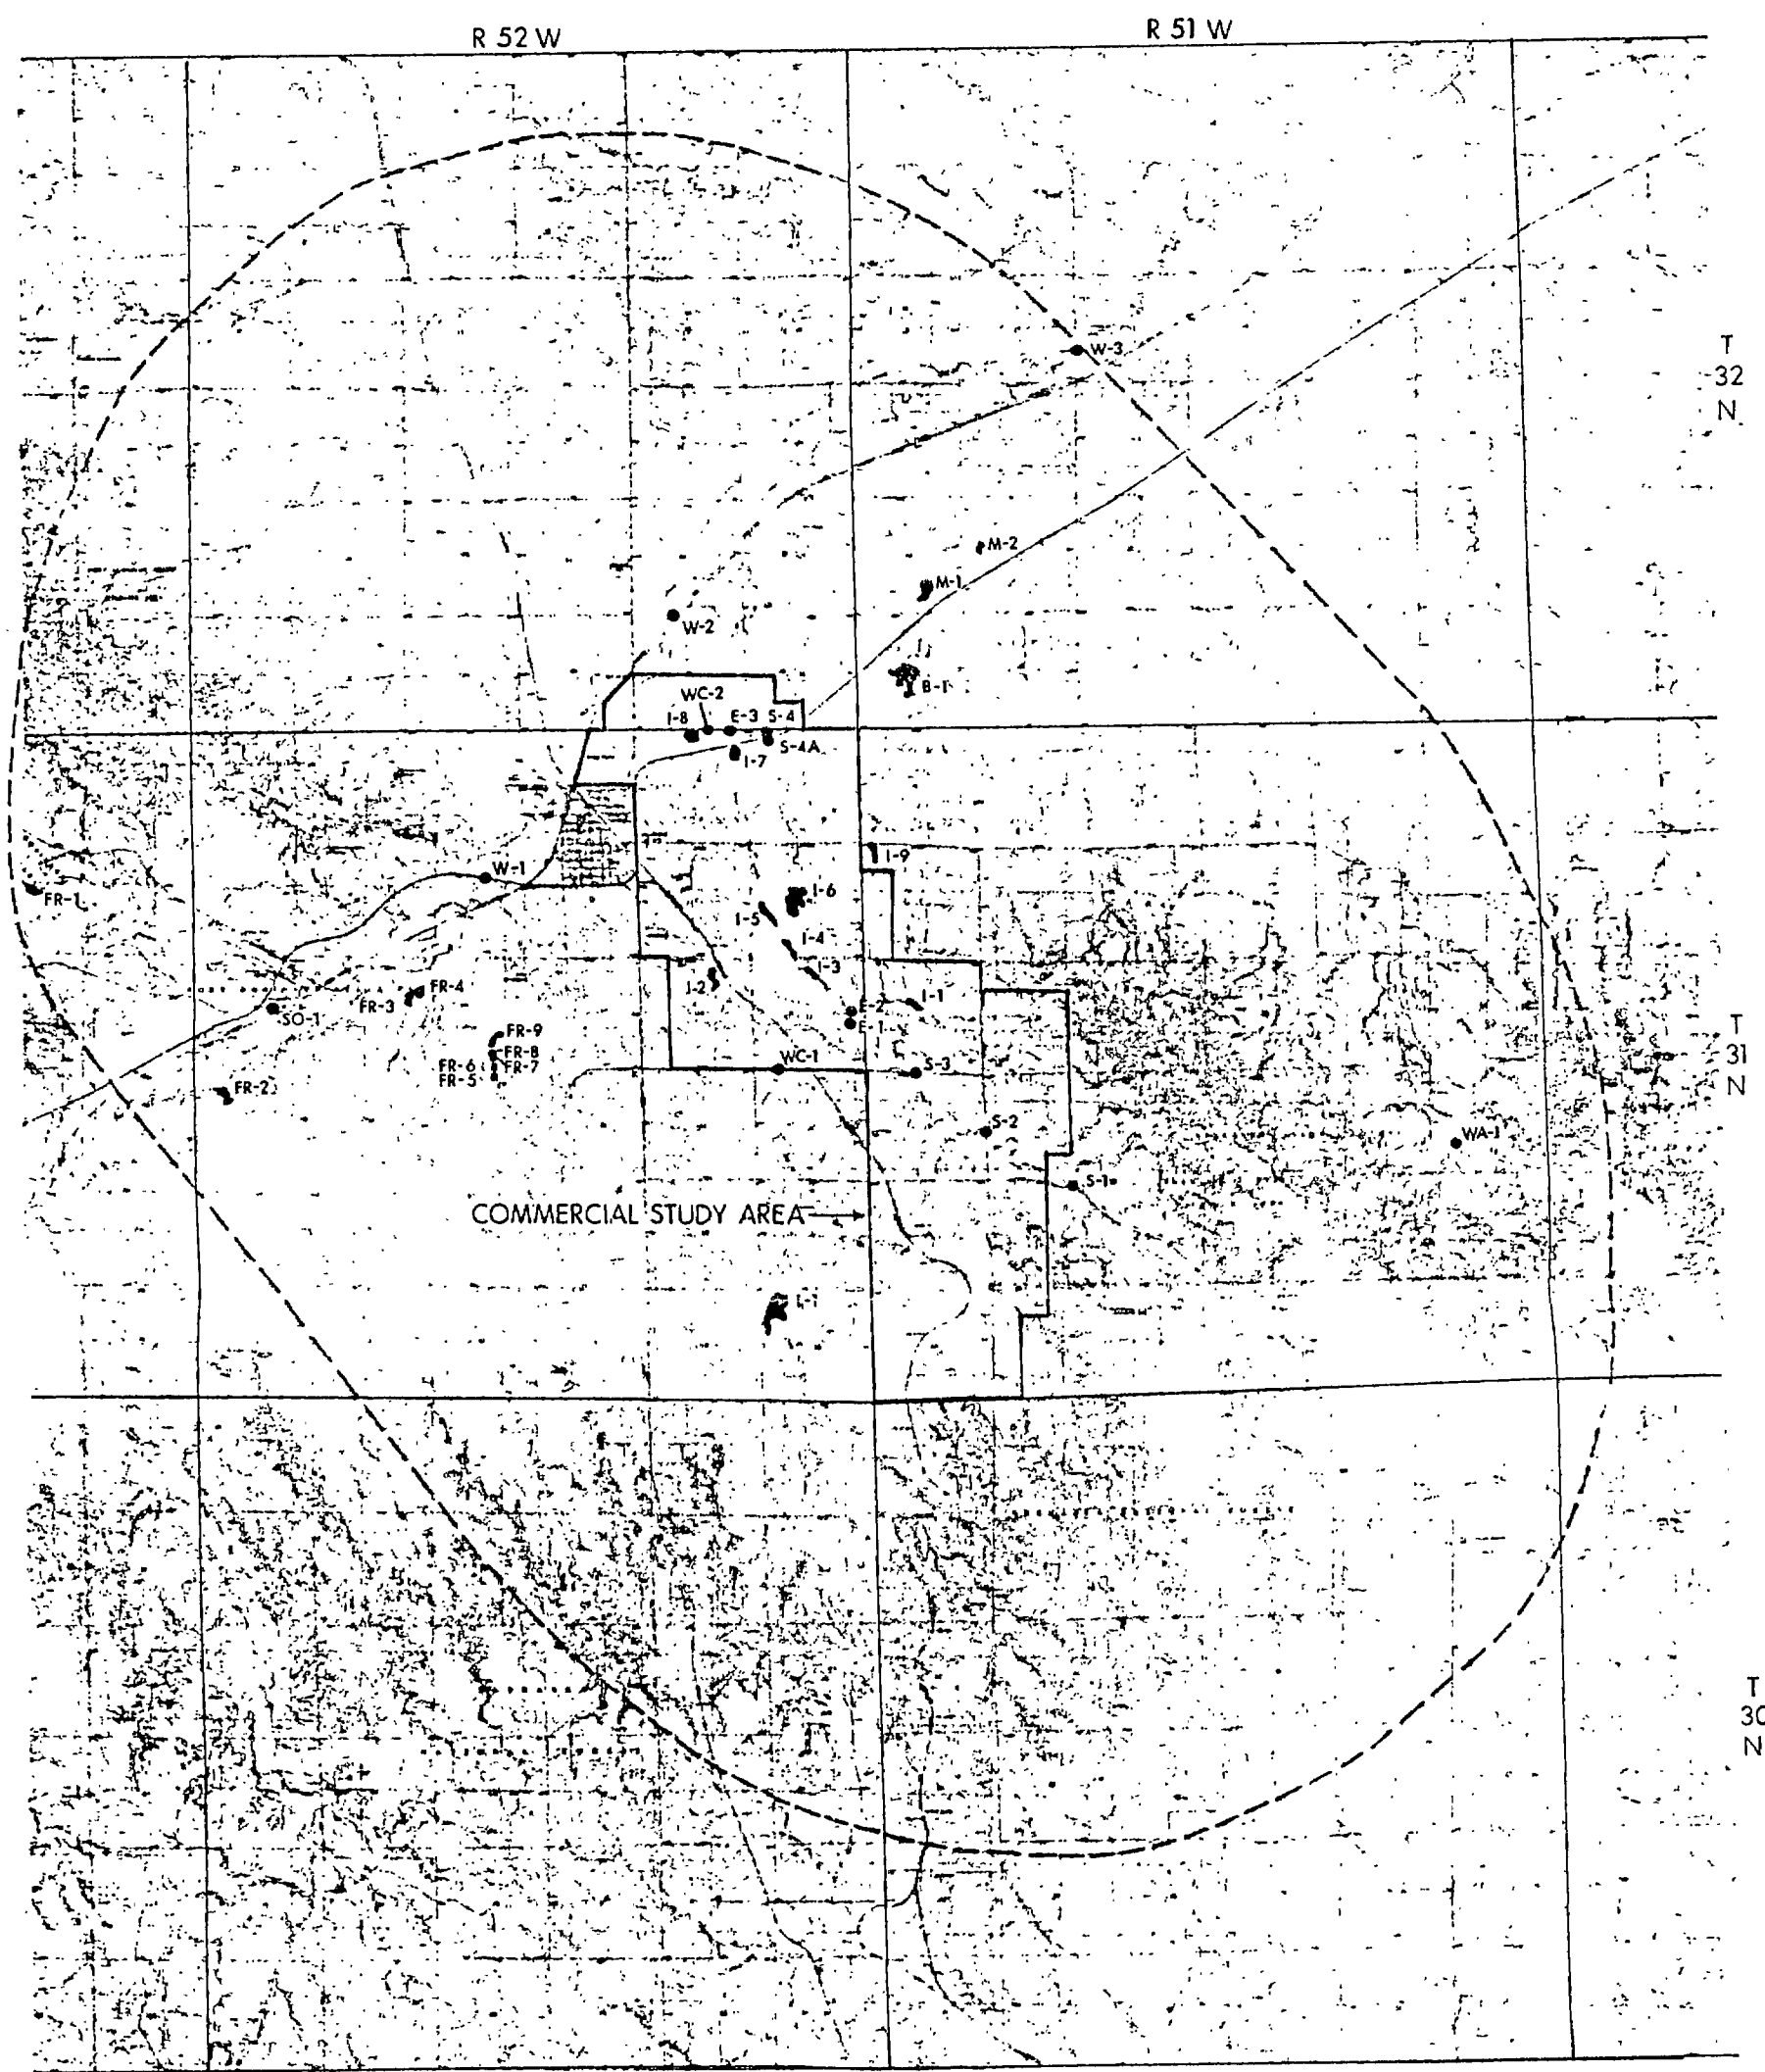 R 52 W
R 51 W
W-3
T
32
N
M-2
M-1
W-2
B-1
WC-2
I-8
E-3
S-4
S-4A
I-7
I-9
W-1
FR-1
I-6
I-5
I-4
I-3
I-2
I-1
FR-4
FR-3
SO-1
E-2
E-1
T
31
N
FR-9
FR-8
FR-6
FR-7
FR-5
WC-1
S-3
FR-2
S-2
WA-1
S-1
COMMERCIAL STUDY AREA
L-1
T
30
N